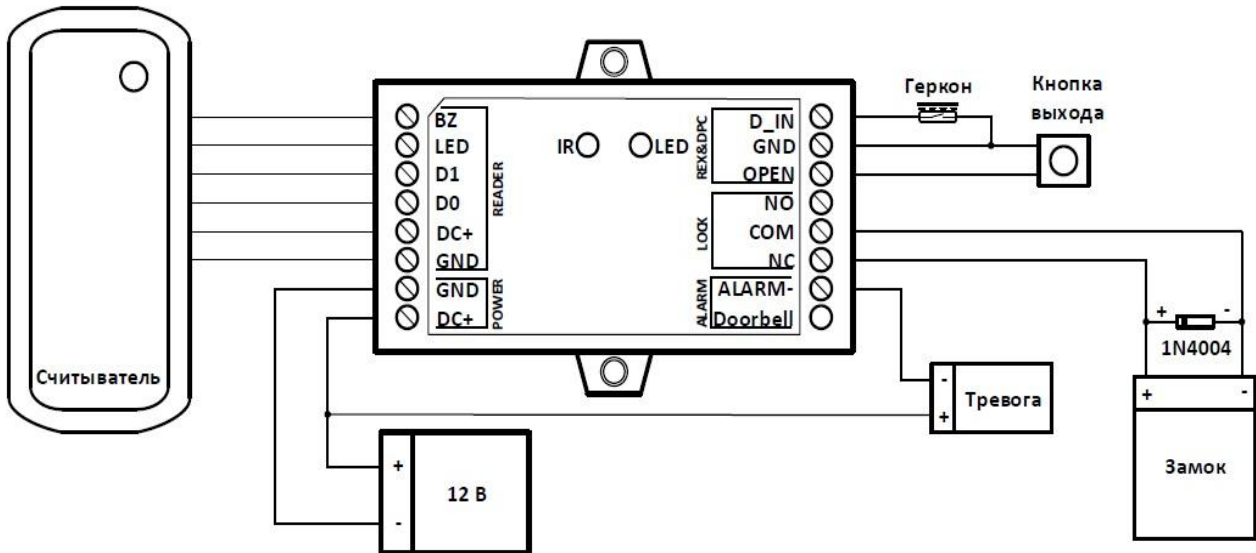 BZ
LED
D1
D0
DC+
GND
READER
GND
DC+
POWER
IR
LED
D_IN
GND
OPEN
REX&DPC
NO
COM
NC
LOCK
ALARM-
Doorbell
ALARM
Геркон
Кнопка
выхода
+ -
1N4004
+ -
Замок
-
+
Тревога
+
-
12 В
Считыватель